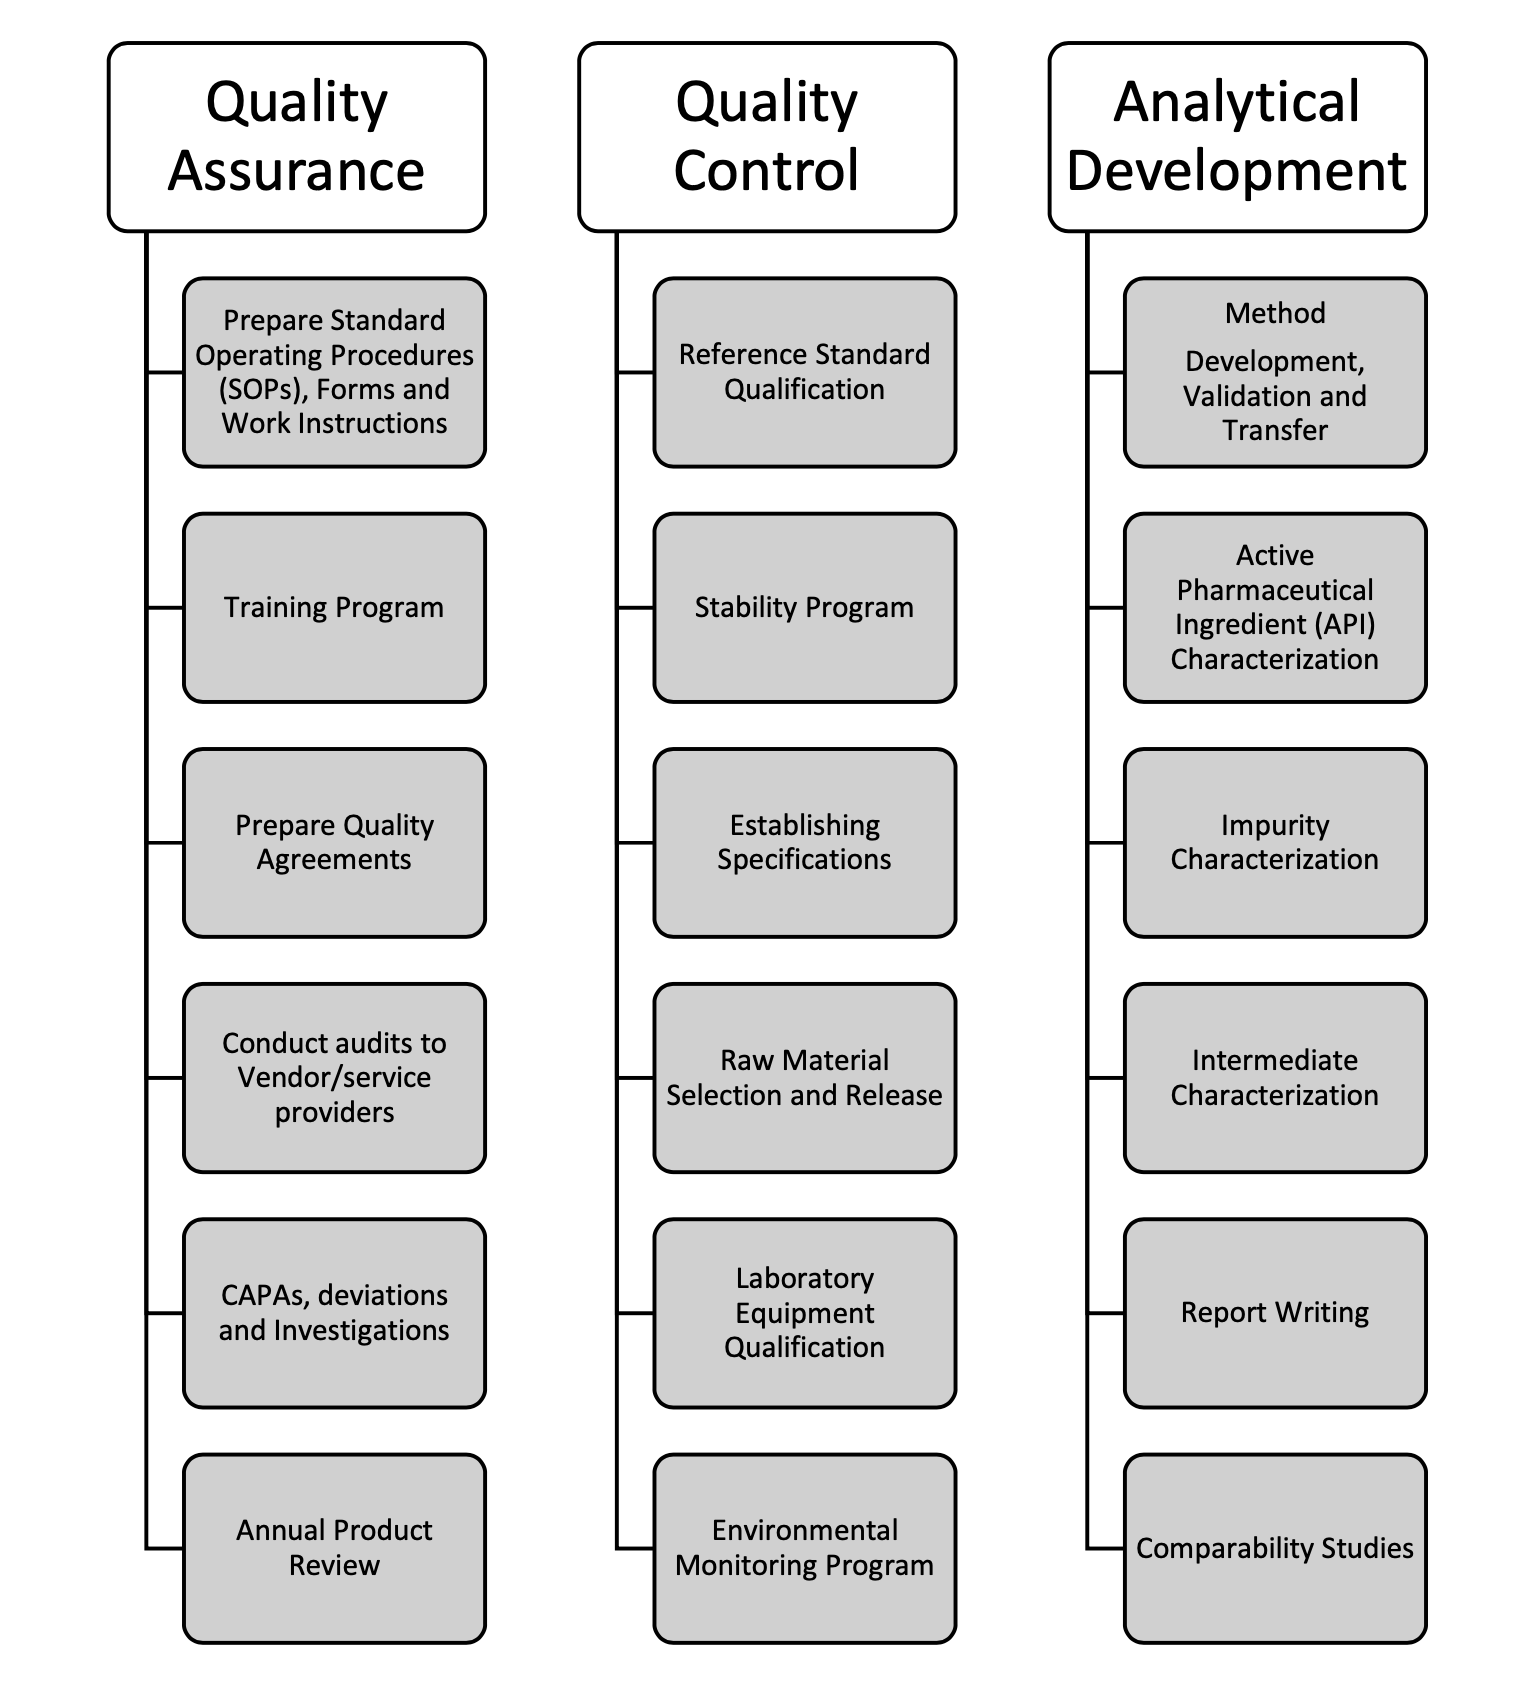 Quality
Assurance
Prepare Standard
Operating Procedures
(SOPs), Forms and
Work Instructions
Training Program
Prepare Quality
Agreements
Conduct audits to
Vendor/service
providers
CAPAs, deviations
and Investigations
Annual Product
Review
Quality
Control
Reference Standard
Qualification
Stability Program
Establishing
Specifications
Raw Material
Selection and Release
Laboratory
Equipment
Qualification
Environmental
Monitoring Program
Analytical
Development
Method
Development,
Validation and
Transfer
Active
Pharmaceutical
Ingredient (API)
Characterization
Impurity
Characterization
Intermediate
Characterization
Report Writing
Comparability Studies